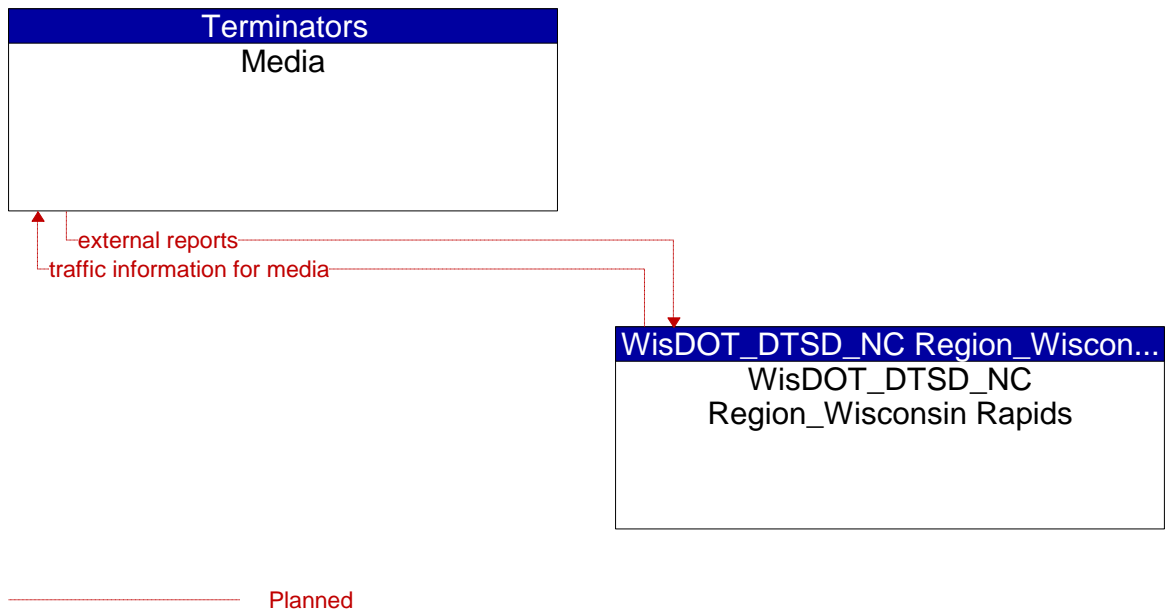 Terminators
Media
external reports
traffic information for media
WisDOT_DTSD_NC Region_Wiscon...
WisDOT_DTSD_NC
Region_Wisconsin Rapids
Planned